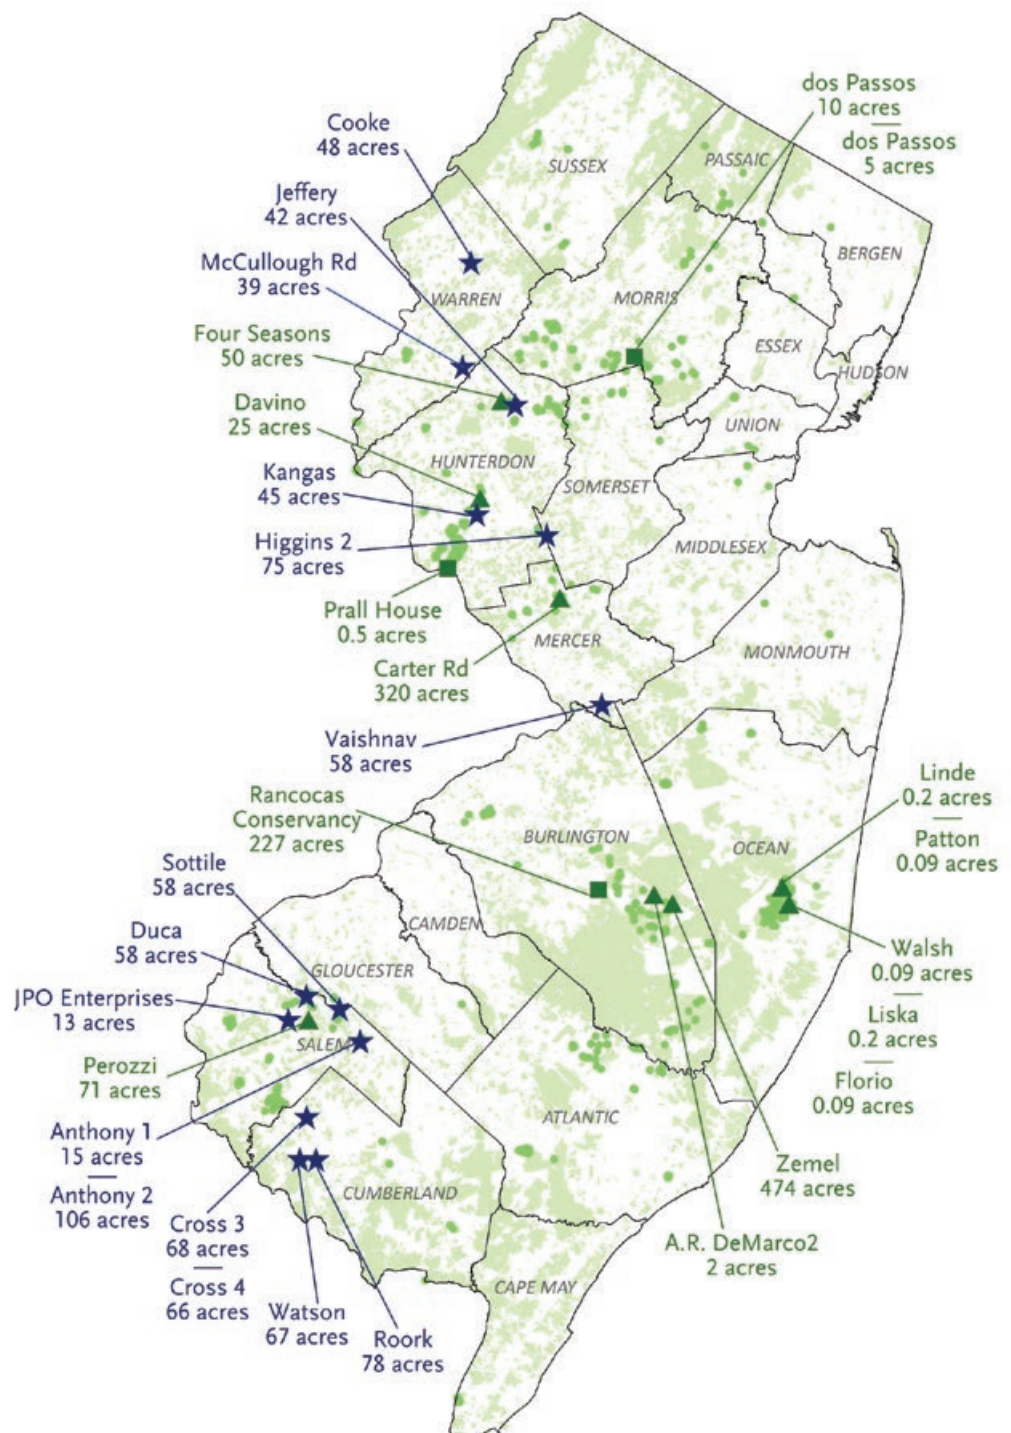 dos Passos
10 acres
dos Passos
5 acres
Cooke
48 acres
Jeffery
42 acres
McCullough Rd
39 acres
Four Seasons
50 acres
Davino
25 acres
Kangas
45 acres
Higgins 2
75 acres
Prall House
0.5 acres
Carter Rd
320 acres
Vaishnav
58 acres
Rancocas
Conservancy
227 acres
Sottile
58 acres
Duca
58 acres
JPO Enterprises
13 acres
Perozzi
71 acres
Anthony 1
15 acres
Anthony 2
106 acres
Cross 3
68 acres
Cross 4
66 acres
Watson
67 acres
Roork
78 acres
Linde
0.2 acres
Patton
0.09 acres
Walsh
0.09 acres
Liska
0.2 acres
Florio
0.09 acres
Zemel
474 acres
A.R. DeMarco2
2 acres
SUSSEX
PASSAIC
BERGEN
WARREN
MORRIS
ESSEX
HUDSON
UNION
HUNTERDON
SOMERSET
MIDDLESEX
MERCER
MONMOUTH
BURLINGTON
OCEAN
CAMDEN
GLOUCESTER
SALEM
ATLANTIC
CUMBERLAND
CAPE MAY